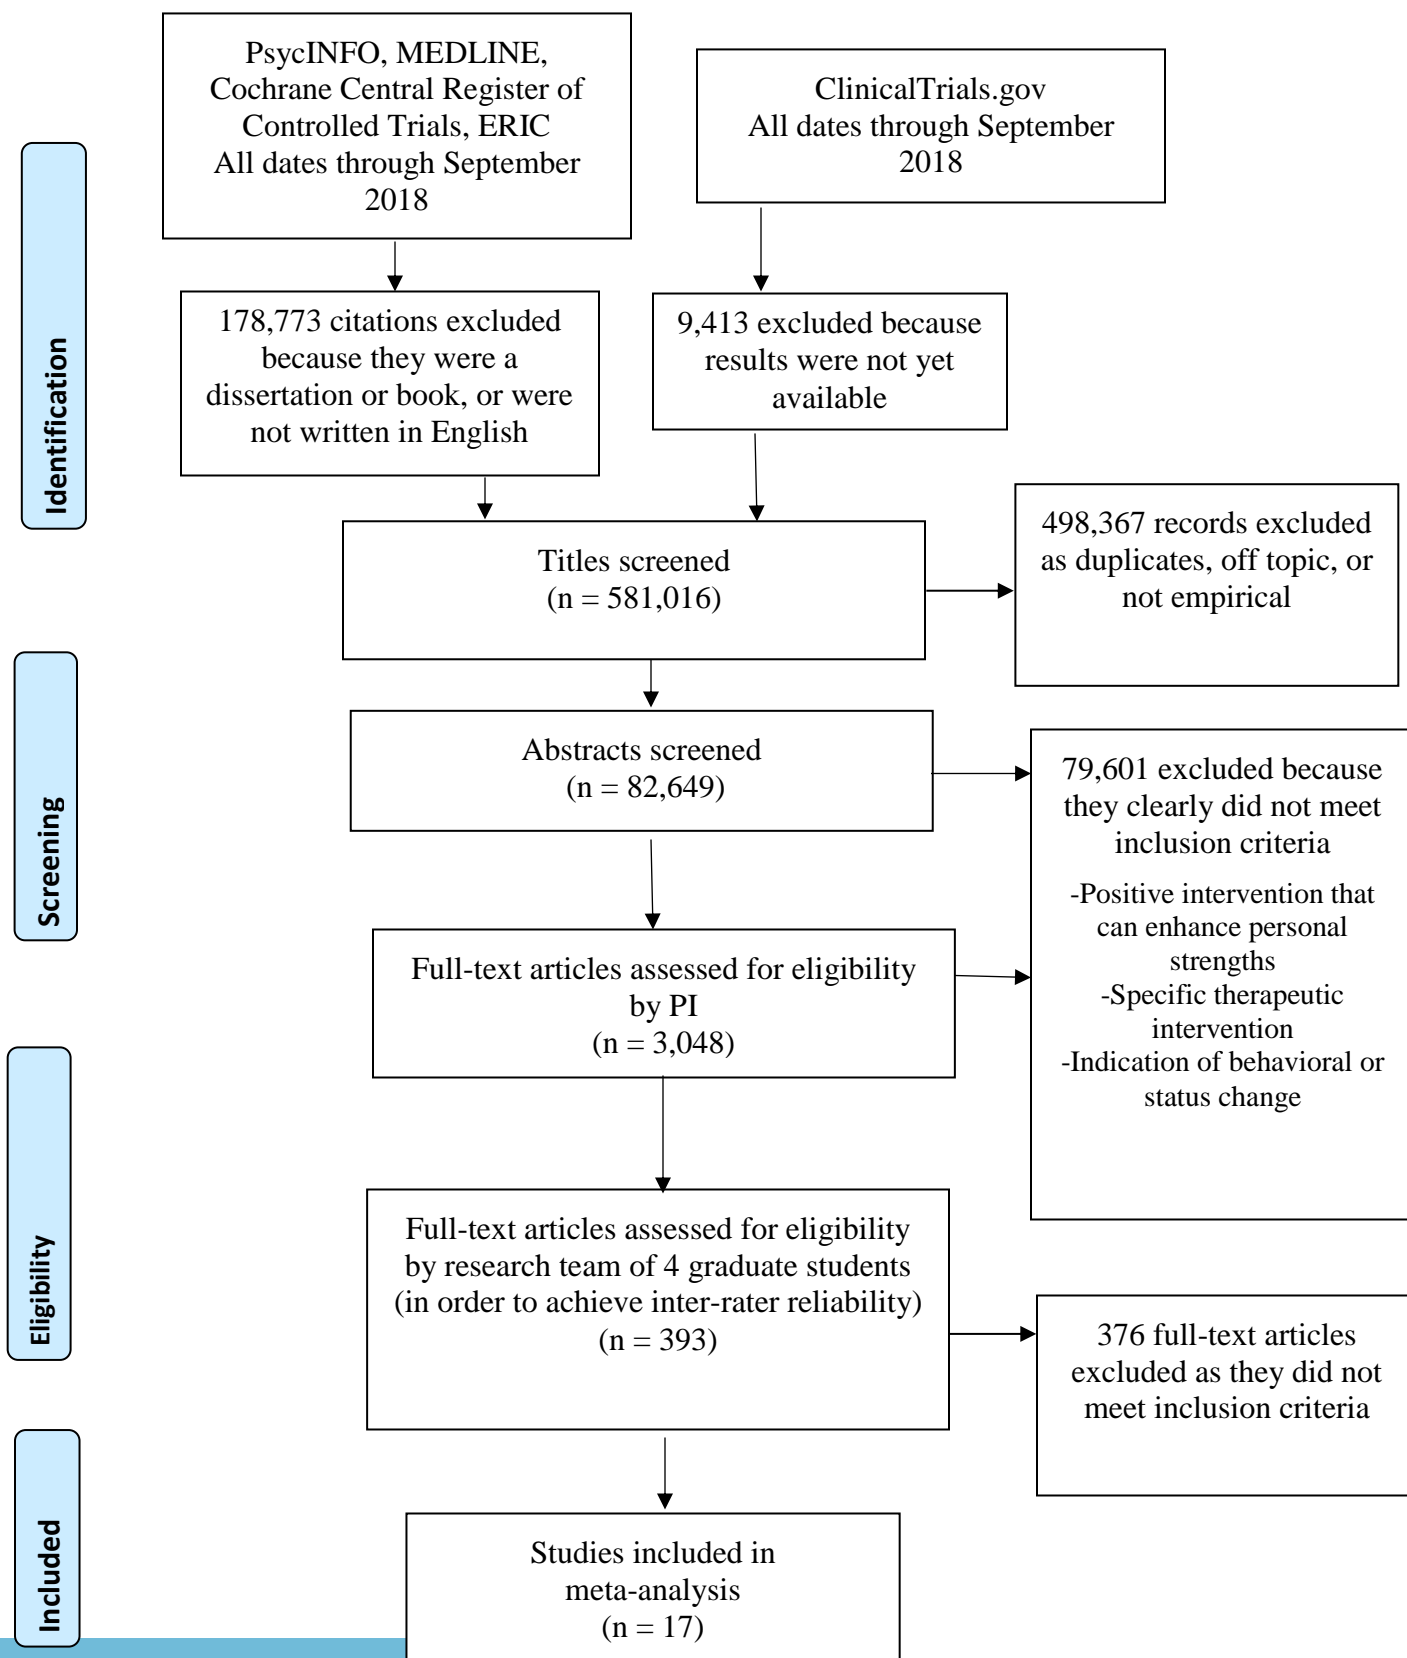 PsycINFO, MEDLINE,
Cochrane Central Register of
Controlled Trials, ERIC
All dates through September
2018
ClinicalTrials.gov
All dates through September
2018
Identification
178,773 citations excluded
because they were a
dissertation or book, or were
not written in English
9,413 excluded because
results were not yet
available
Titles screened
(n = 581,016)
498,367 records excluded
as duplicates, off topic, or
not empirical
Screening
Abstracts screened
(n = 82,649)
79,601 excluded because
they clearly did not meet
inclusion criteria
-Positive intervention that
can enhance personal
strengths
-Specific therapeutic
intervention
-Indication of behavioral or
status change
Full-text articles assessed for eligibility
by PI
(n = 3,048)
Eligibility
Full-text articles assessed for eligibility
by research team of 4 graduate students
(in order to achieve inter-rater reliability)
(n = 393)
376 full-text articles
excluded as they did not
meet inclusion criteria
Included
Studies included in
meta-analysis
(n = 17)